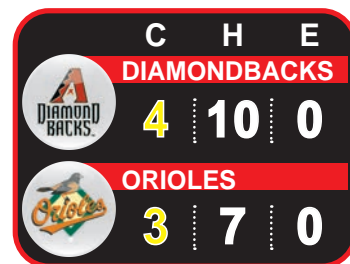 C H E
DIAMONDBACKS
DIAMOND
BACKS.
4 10 0
ORIOLES
Orioles
3 7 0